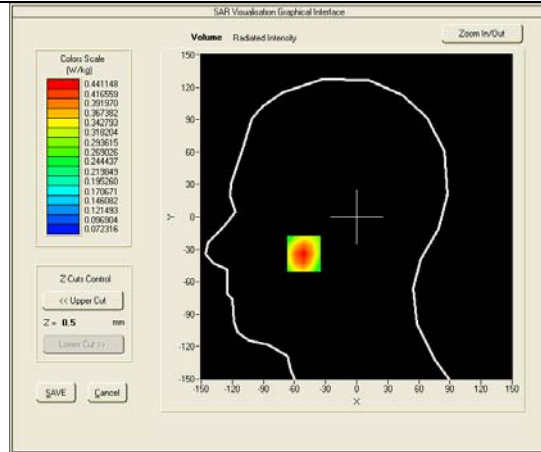 SAR Visualisation Graphical Interface
Volume Radiated Intensity
Zoom In/Out
Colors Scale
(W/kg)
0.441148
0.416559
0.391970
0.367382
0.342793
0.318204
0.293615
0.269026
0.244437
0.219849
0.195260
0.170671
0.146082
0.121493
0.096904
0.072316
Z-Cuts Control
<< Upper Cut
Z = 0.5 mm
Lower Cut >>
SAVE Cancel
150-
120-
90-
60-
30-
0-
-30-
-60-
-90-
-120-
-150-
Y
-150 -120 -90 -60 -30 0 30 60 90 120 150
X